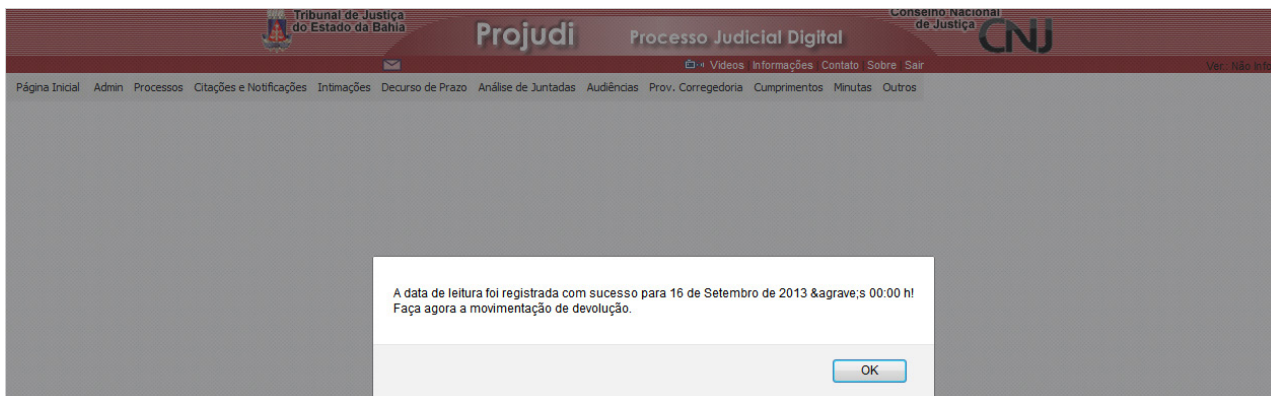 Tribunal de Justiça
do Estado da Bahia
Projudi
Processo Judicial Digital
Conselho Nacional
de Justiça
CNJ
Videos Informações Contato Sobre Sair
Ver.: Não Info
Página Inicial Admin Processos Citações e Notificações Intimações Decurso de Prazo Análise de Juntadas Audiências Prov. Corregedoria Cumprimentos Minutas Outros
A data de leitura foi registrada com sucesso para 16 de Setembro de 2013 &agrave;s 00:00 h!
Faça agora a movimentação de devolução.
OK